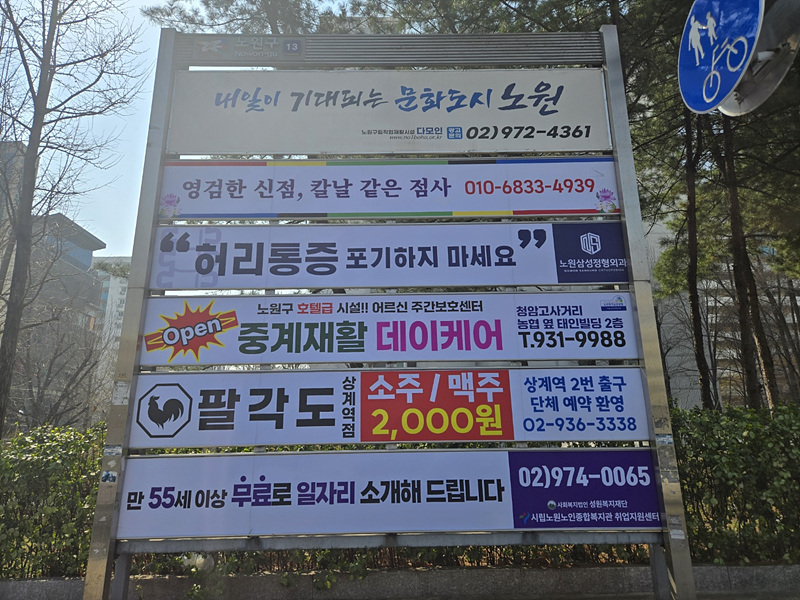 노원구 13
내일이 기대되는 문화도시 노원
다모인
02)972-4361
영검한 신점, 칼날 같은 점사 010-6833-4939
"허리통증 포기하지 마세요"
노원삼성정형외과
Open
노원구 호텔급 시설!! 어르신 주간보호센터
중계재활 데이케어
청암고사거리
농협 옆 태인빌딩 2층
T.931-9988
팔각도
상계역점
소주 / 맥주
2,000원
상계역 2번 출구
단체 예약 환영
02-936-3338
만 55세 이상 무료로 일자리 소개해 드립니다
02)974-0065
사회복지법인 성원복지재단
시립노원노인종합복지관 취업지원센터